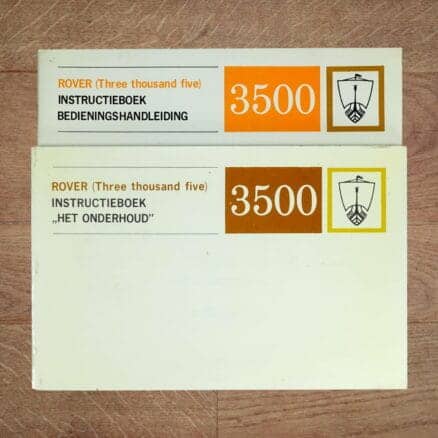 ROVER (Three thousand five)
INSTRUCTIEBOEK
BEDIENINGSHANDLEIDING
3500
ROVER (Three thousand five)
INSTRUCTIEBOEK
„HET ONDERHOUD”
3500